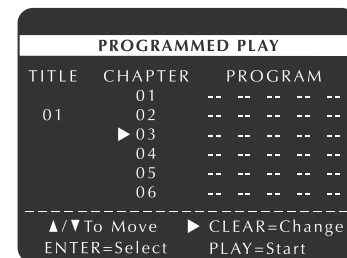 PROGRAMMED PLAY
TITLE CHAPTER PROGRAM
01 -- -- -- -- --
01 02 -- -- -- -- --
▶ 03 -- -- -- -- --
04 -- -- -- -- --
05 -- -- -- -- --
06 -- -- -- -- --
▲/▼To Move ▶ CLEAR=Change
ENTER=Select PLAY=Start